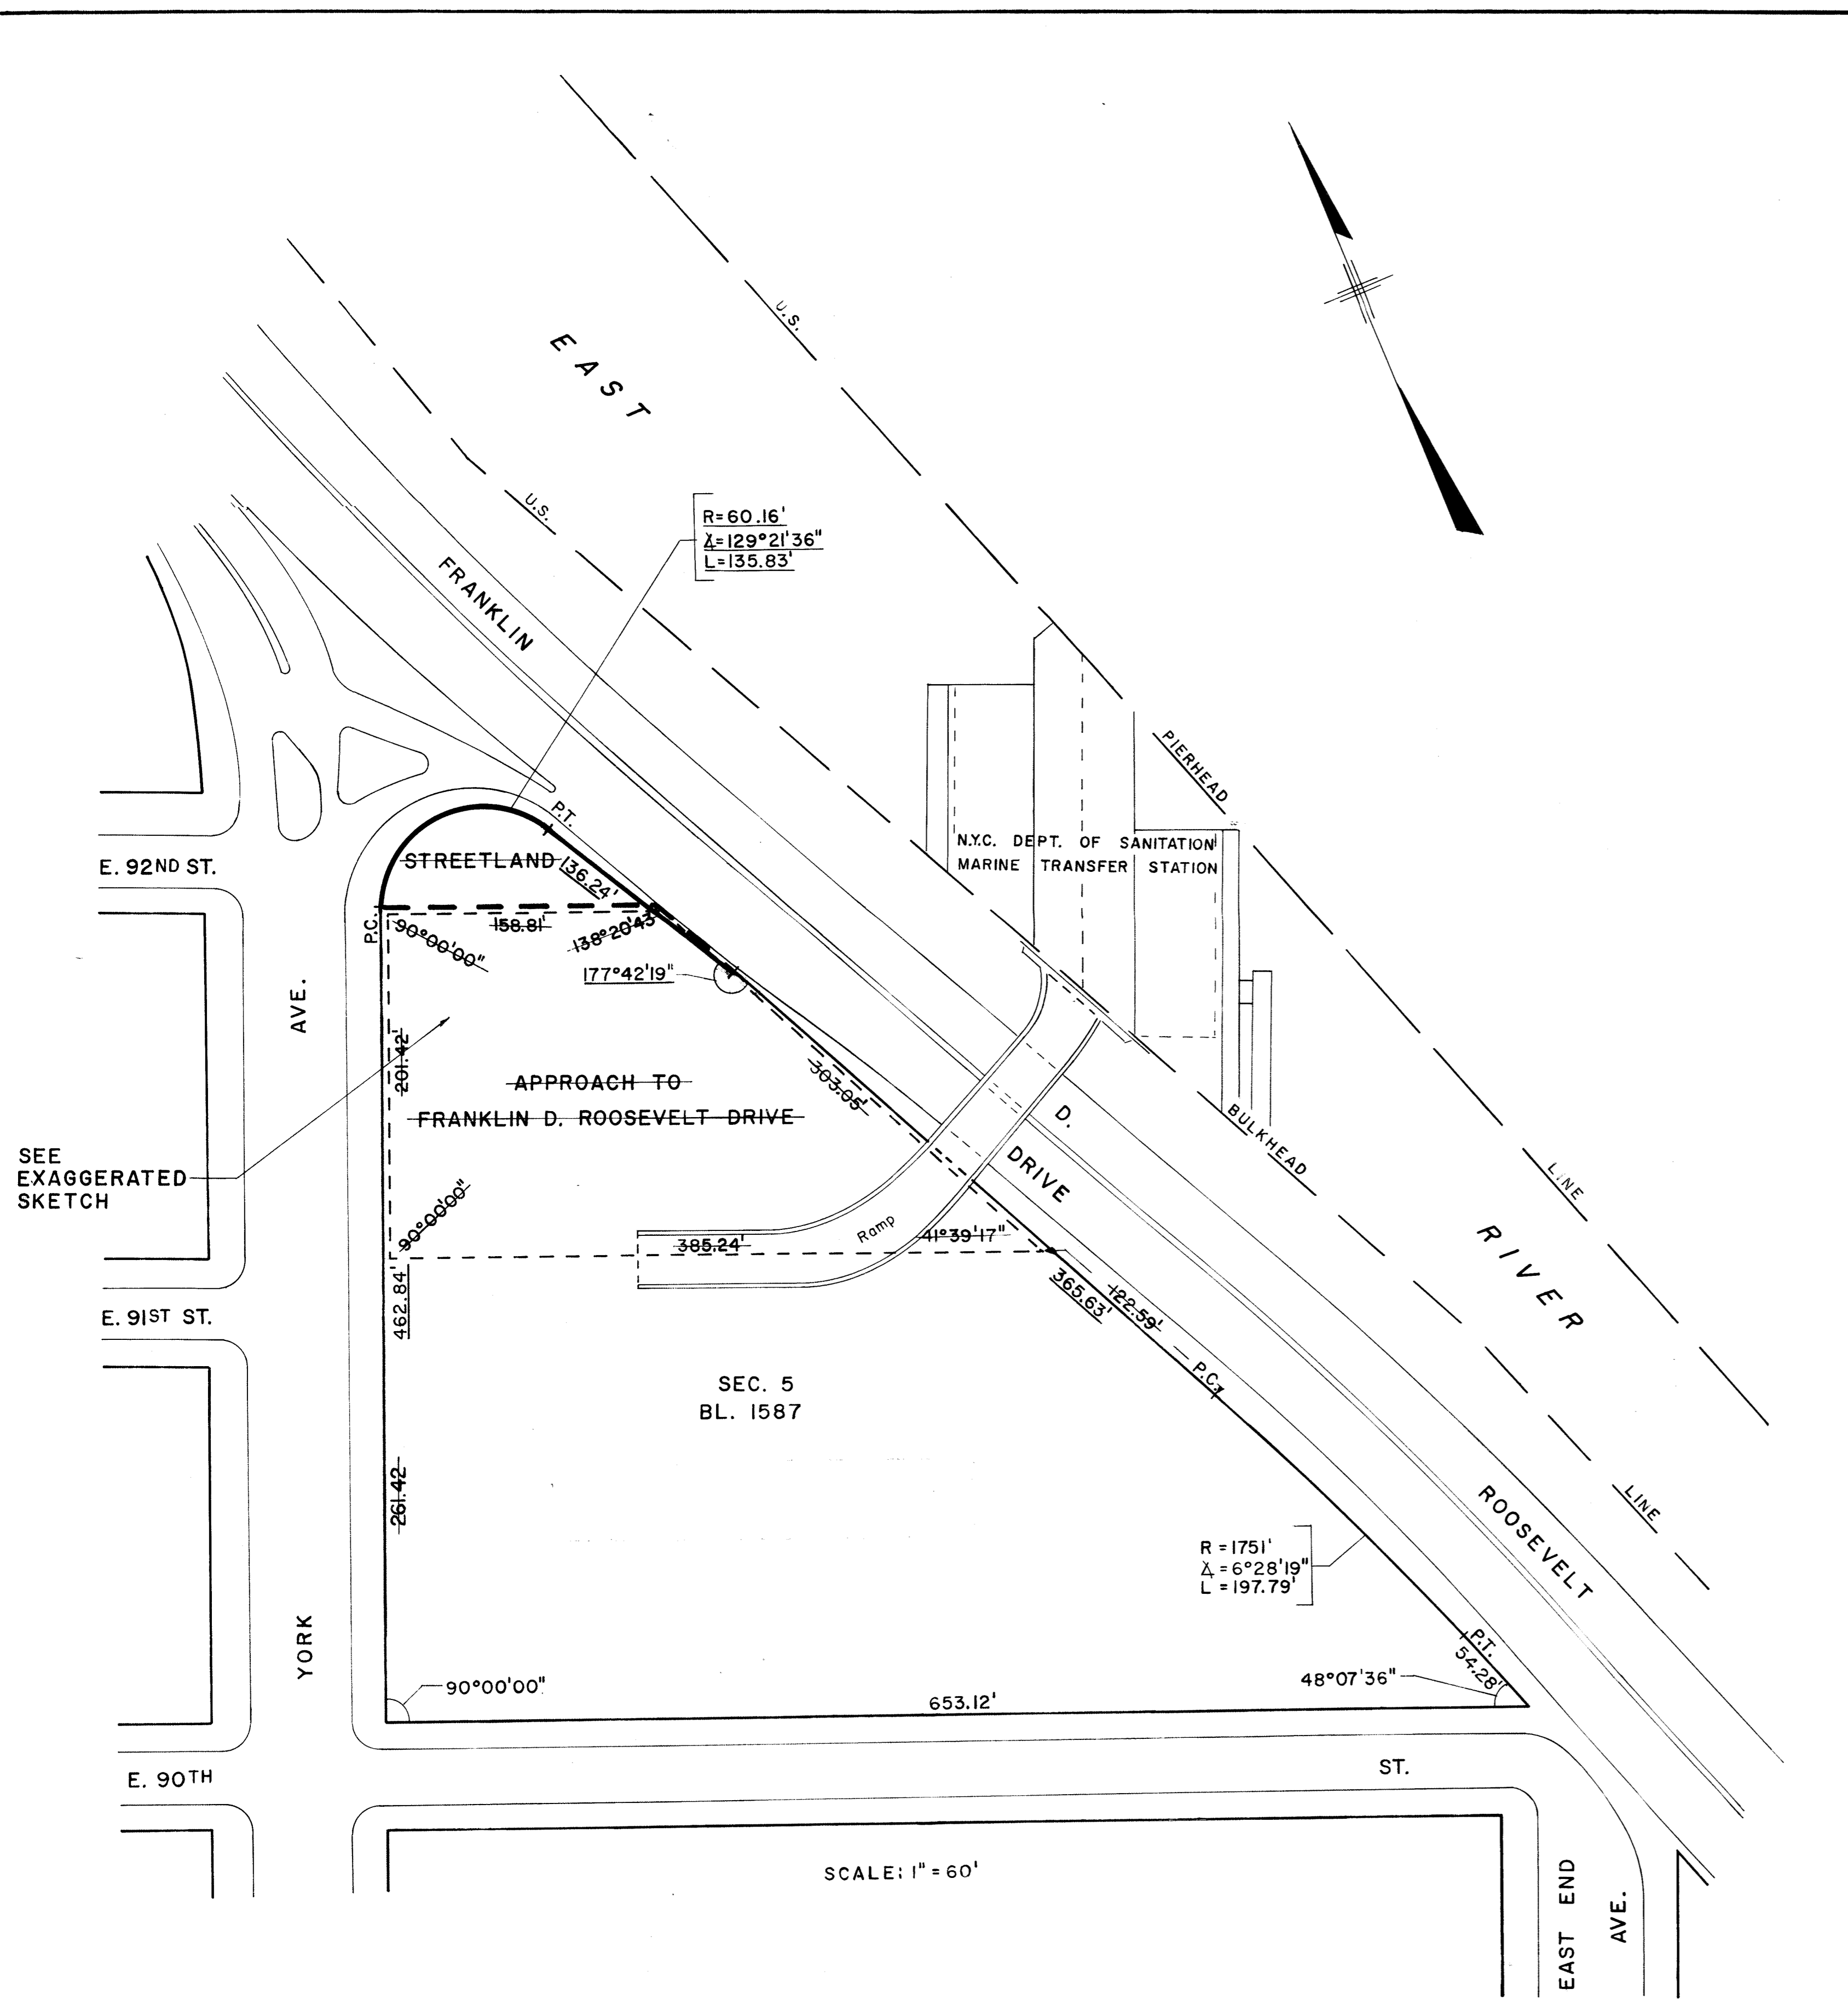 U.S.
EAST
U.S.
R=60.16'
∆=129°21'36"
L=135.83'
FRANKLIN
PIERHEAD
P.T.
N.Y.C. DEPT. OF SANITATION
MARINE TRANSFER STATION
E. 92ND ST.
STREETLAND
136.24'
P.C.
158.81'
90°00'00"
138°20'43"
177°42'19"
AVE.
201.42'
303.05'
APPROACH TO
FRANKLIN D. ROOSEVELT DRIVE
D.
BULKHEAD
DRIVE
LINE
SEE
EXAGGERATED
SKETCH
90°00'00"
Ramp
385.24'
41°39'17"
RIVER
462.84'
365.63'
122.59'
E. 91ST ST.
P.C.
SEC. 5
BL. 1587
261.42
LINE
ROOSEVELT
R = 1751'
∆ = 6°28'19"
L = 197.79'
YORK
P.T.
54.28'
90°00'00"
48°07'36"
653.12'
E. 90TH
ST.
SCALE: 1" = 60'
EAST END
AVE.